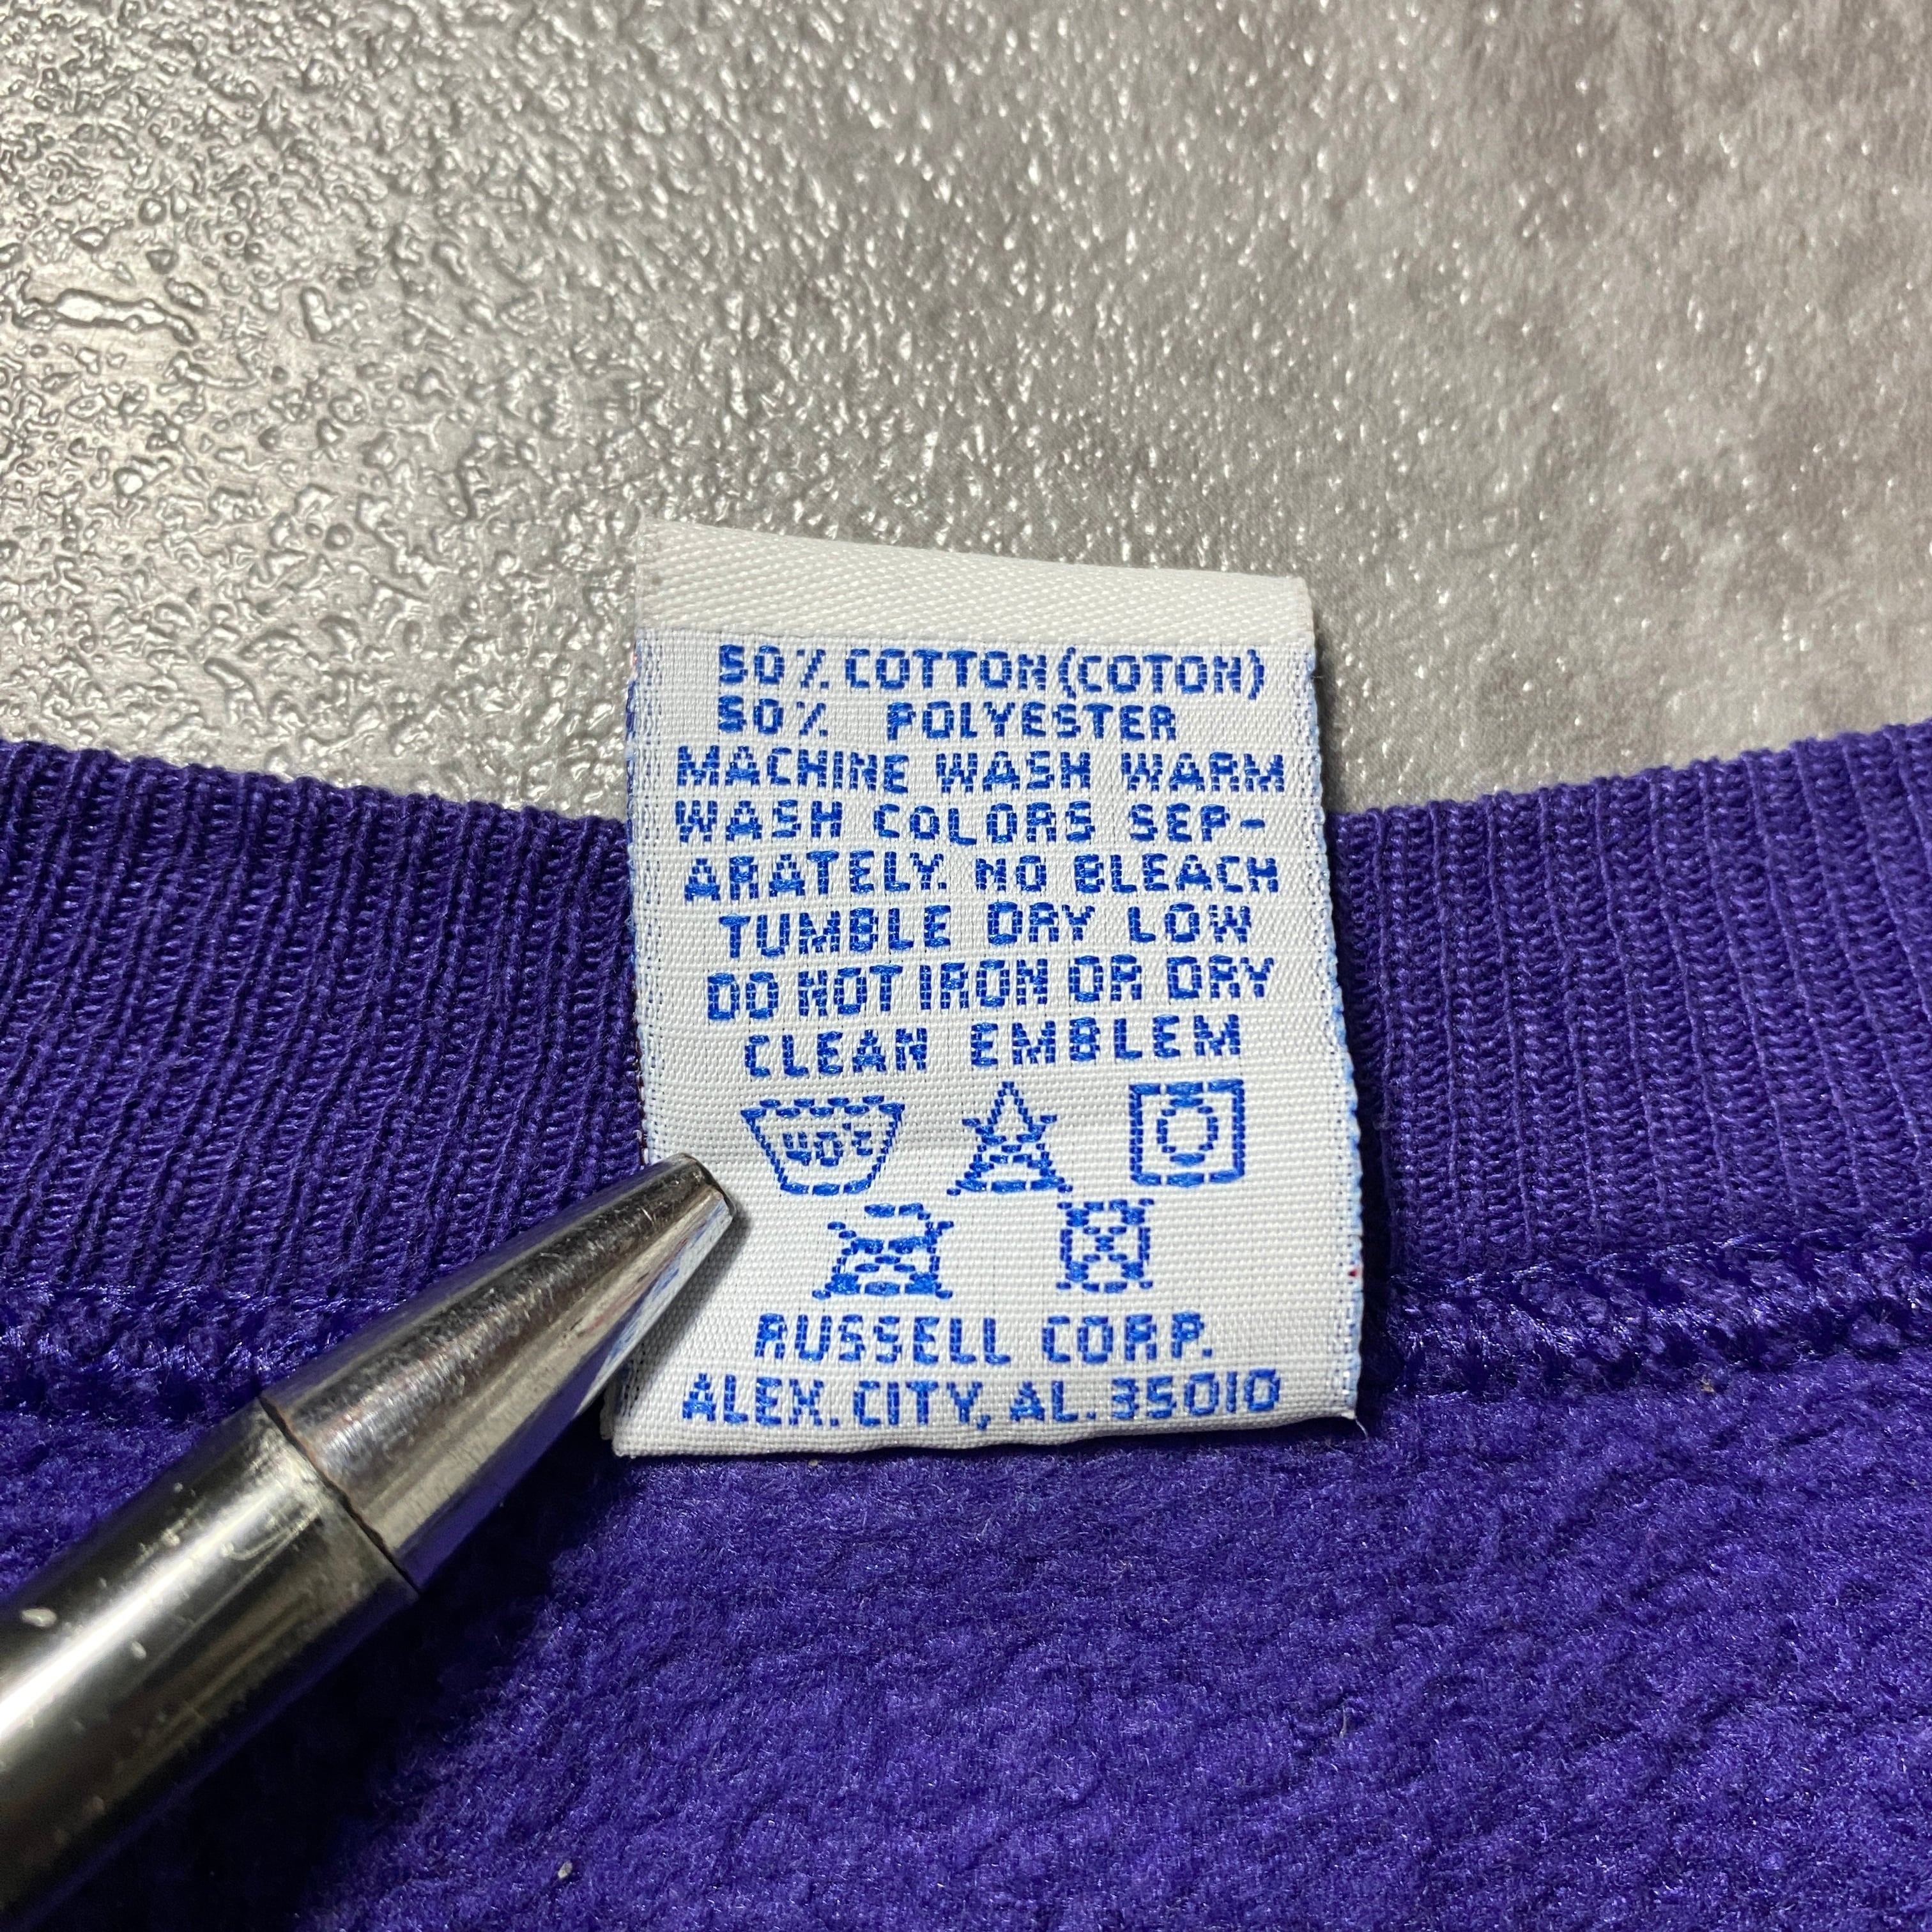 50% COTTON (COTON)
50% POLYESTER
MACHINE WASH WARM
WASH COLORS SEP-
ARATELY. NO BLEACH
TUMBLE DRY LOW
DO NOT IRON OR DRY
CLEAN EMBLEM
40°C
RUSSELL CORP.
ALEX. CITY, AL. 35010